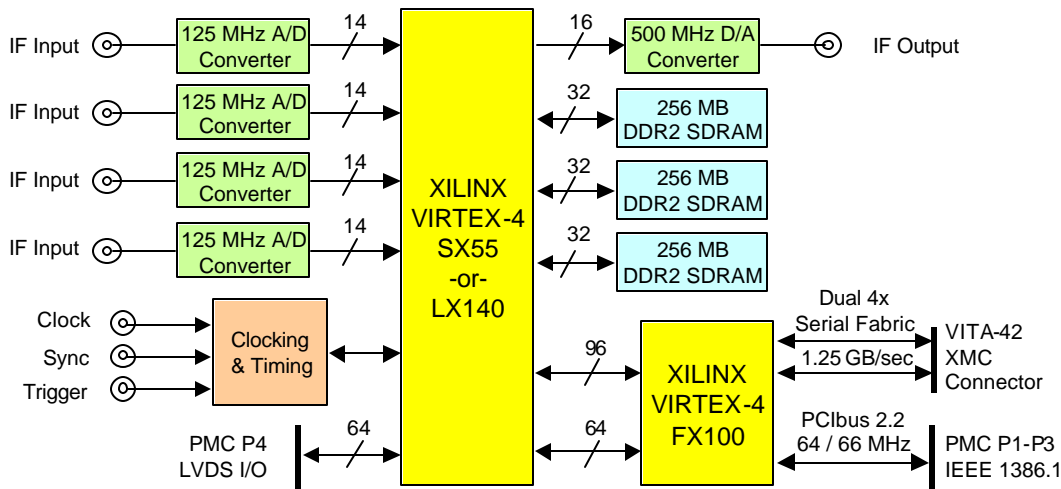 IF Input
125 MHz A/D
Converter
14
16
500 MHz D/A
Converter
IF Output
IF Input
125 MHz A/D
Converter
14
32
256 MB
DDR2 SDRAM
IF Input
125 MHz A/D
Converter
14
32
256 MB
DDR2 SDRAM
IF Input
125 MHz A/D
Converter
14
32
256 MB
DDR2 SDRAM
XILINX
VIRTEX-4
SX55
-or-
LX140
Clock
Sync
Trigger
Clocking
& Timing
96
64
XILINX
VIRTEX-4
FX100
Dual 4x
Serial Fabric
1.25 GB/sec
VITA-42
XMC
Connector
PMC P4
LVDS I/O
64
PCIbus 2.2
64 / 66 MHz
PMC P1-P3
IEEE 1386.1